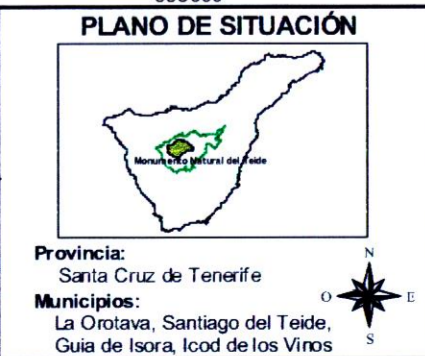 PLANO DE SITUACIÓN
Monumento Natural del Teide
Provincia:
Santa Cruz de Tenerife
Municipios:
La Orotava, Santiago del Teide,
Guia de Isora, Icod de los Vinos
N
O
E
S